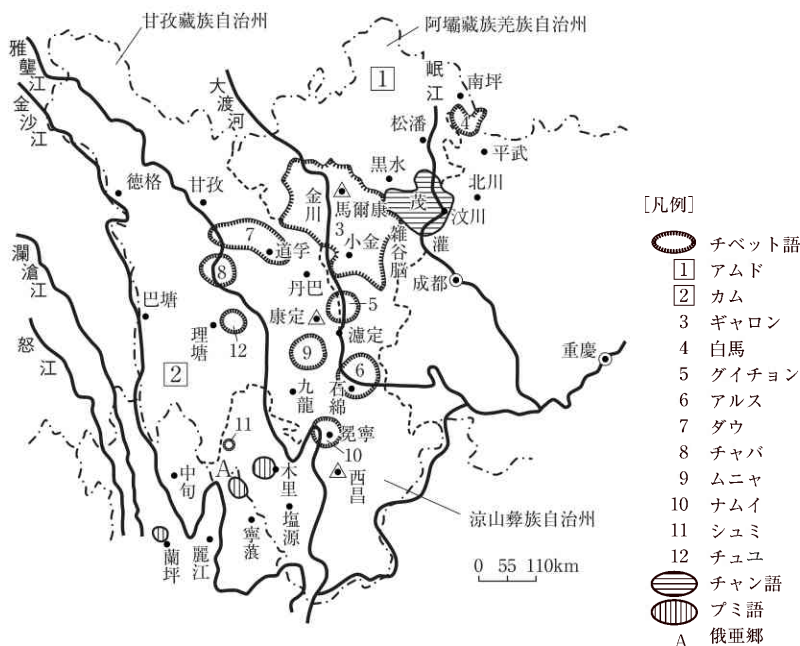 甘孜藏族自治州
阿壩藏族羌族自治州
雅礱江
金沙江
大渡河
岷江
1
南坪
4
松潘
平武
黒水
北川
徳格
甘孜
金川
馬爾康
3
茂
汶川
灌
雑谷脳
小金
7
道孚
8
丹巴
成都
瀾滄江
怒江
巴塘
理塘
12
康定
5
濾定
9
重慶
2
九龍
6
石綿
11
冕寧
10
A
木里
西昌
中甸
塩源
寧蒗
涼山彝族自治州
蘭坪
麗江
0 55 110km
[凡例]
チベット語
1 アムド
2 カム
3 ギャロン
4 白馬
5 グイチョン
6 アルス
7 ダウ
8 チャバ
9 ムニャ
10 ナムイ
11 シュミ
12 チュユ
チャン語
プミ語
A 俄亜郷